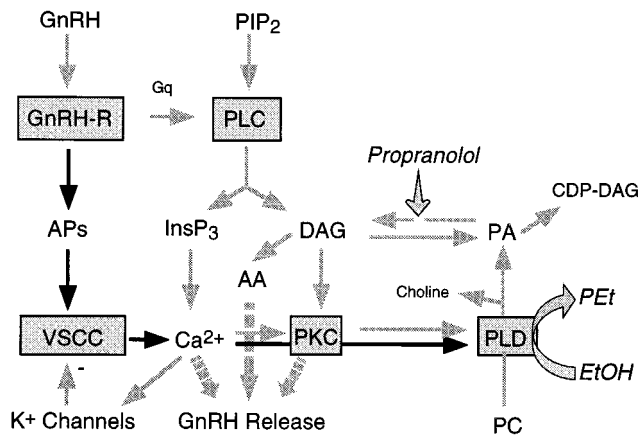 GnRH
PIP2
Gq
GnRH-R
PLC
Propranolol
CDP-DAG
APs
InsP3
DAG
PA
AA
Choline
PEt
VSCC
Ca2+
PKC
PLD
EtOH
-
K+ Channels
GnRH Release
PC